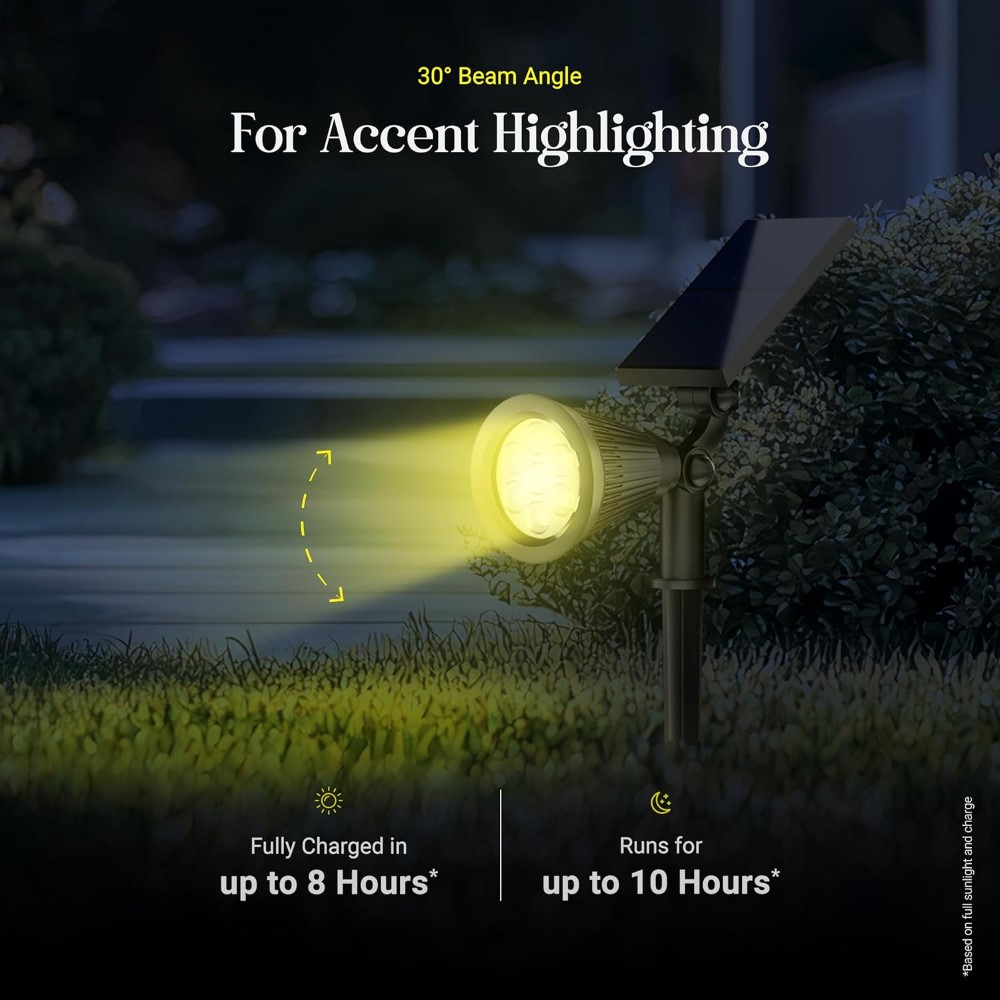 30° Beam Angle
For Accent Highlighting
Fully Charged in
up to 8 Hours*
Runs for
up to 10 Hours*
*Based on full sunlight and charge